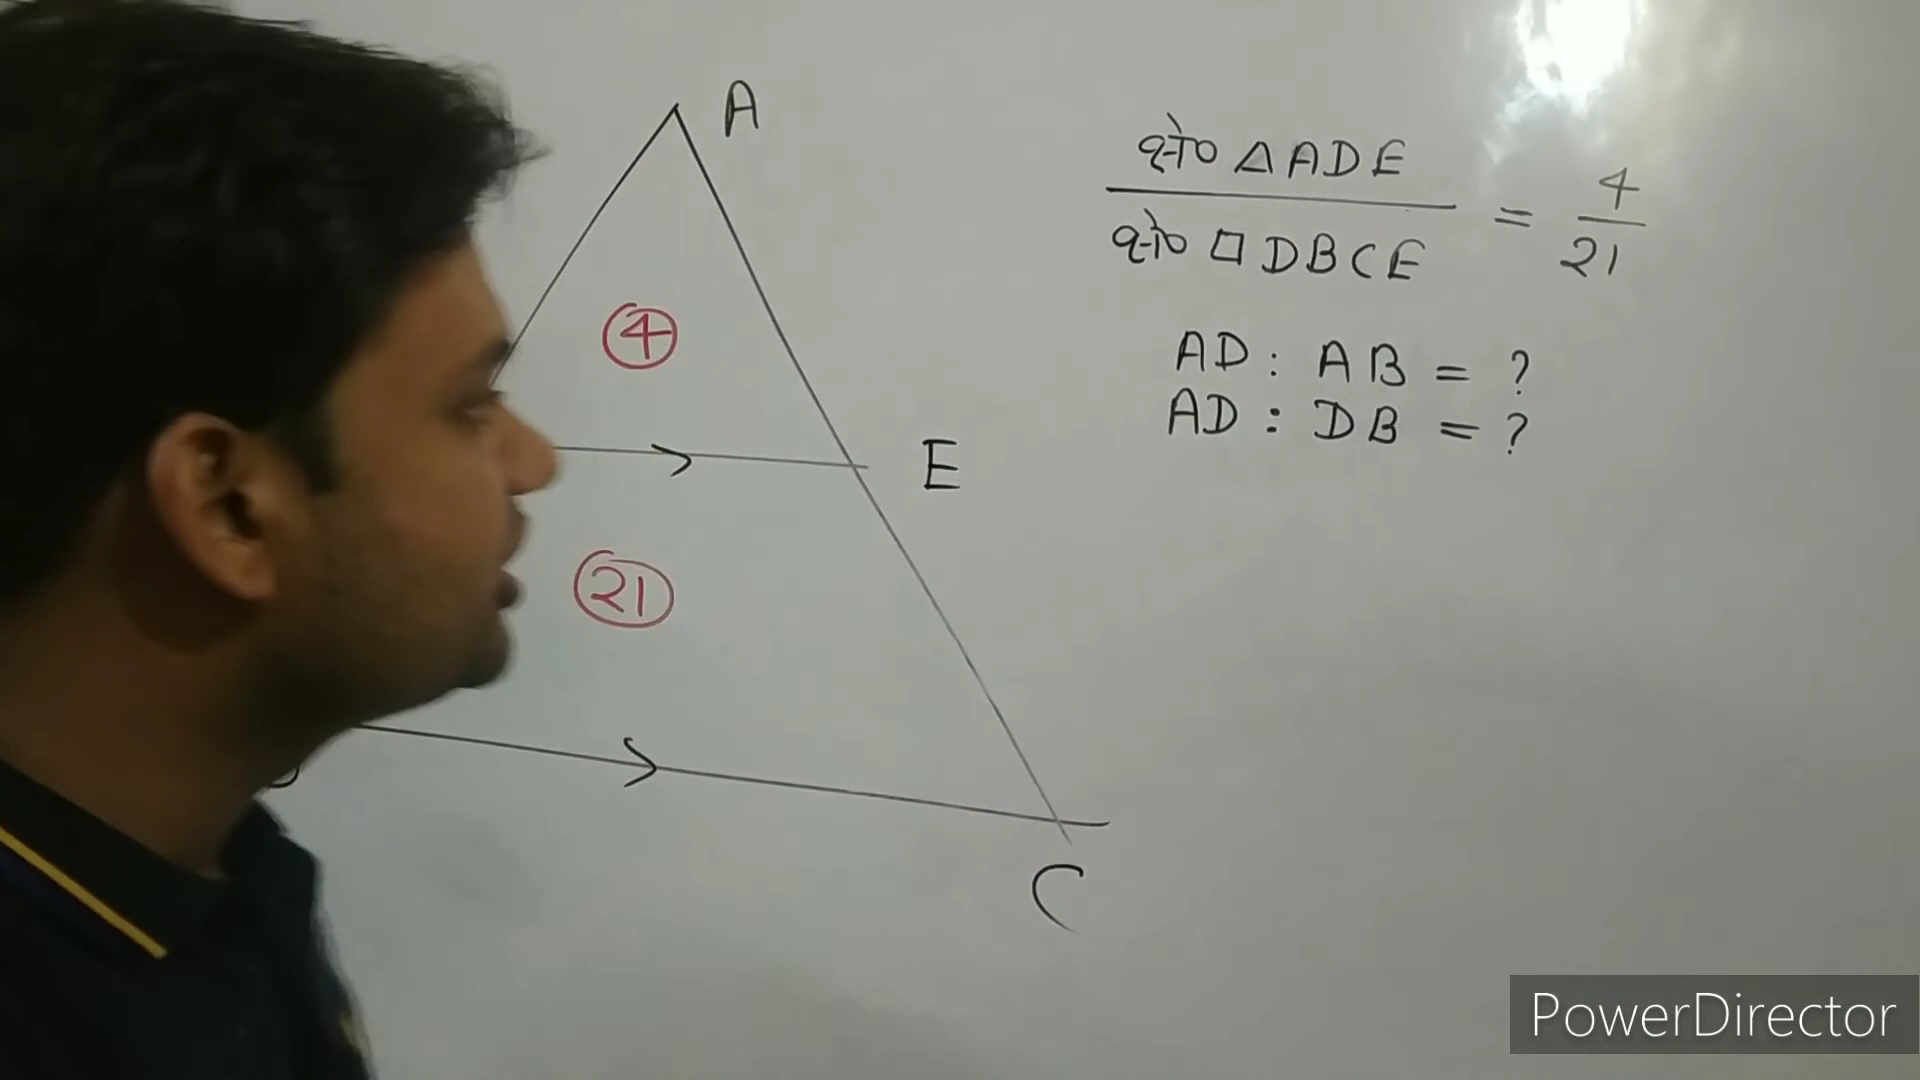 A
क्षे० △ADE
क्षे० □DBCE
= 4/21
AD : AB = ?
AD : DB = ?
4
E
21
C
PowerDirector